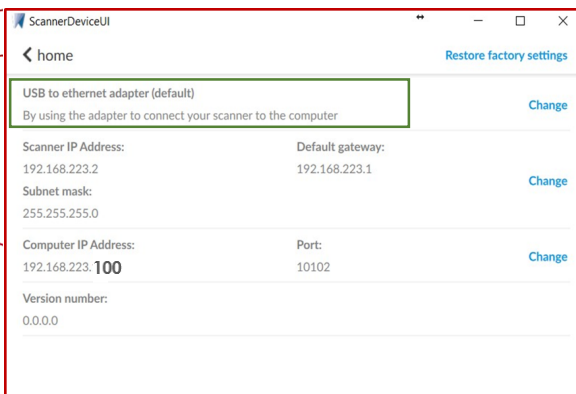 ScannerDeviceUI
home
Restore factory settings
USB to ethernet adapter (default)
By using the adapter to connect your scanner to the computer
Change
Scanner IP Address:
Default gateway:
192.168.223.2
192.168.223.1
Change
Subnet mask:
255.255.255.0
Computer IP Address:
Port:
Change
192.168.223.100
10102
Version number:
0.0.0.0